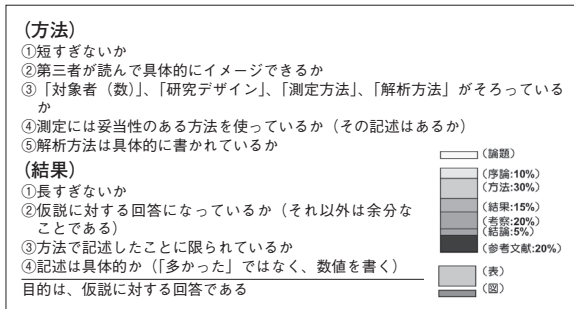 （方法）
①短すぎないか
②第三者が読んで具体的にイメージできるか
③「対象者（数）」、「研究デザイン」、「測定方法」、「解析方法」がそろっている
か
④測定には妥当性のある方法を使っているか（その記述はあるか）
⑤解析方法は具体的に書かれているか
（結果）
①長すぎないか
②仮説に対する回答になっているか（それ以外は余分な
ことである）
③方法で記述したことに限られているか
④記述は具体的か（「多かった」ではなく、数値を書く）
目的は、仮説に対する回答である
（論題）
（序論:10%）
（方法:30%）
（結果:15%）
（考察:20%）
（結論:5%）
（参考文献:20%）
（表）
（図）